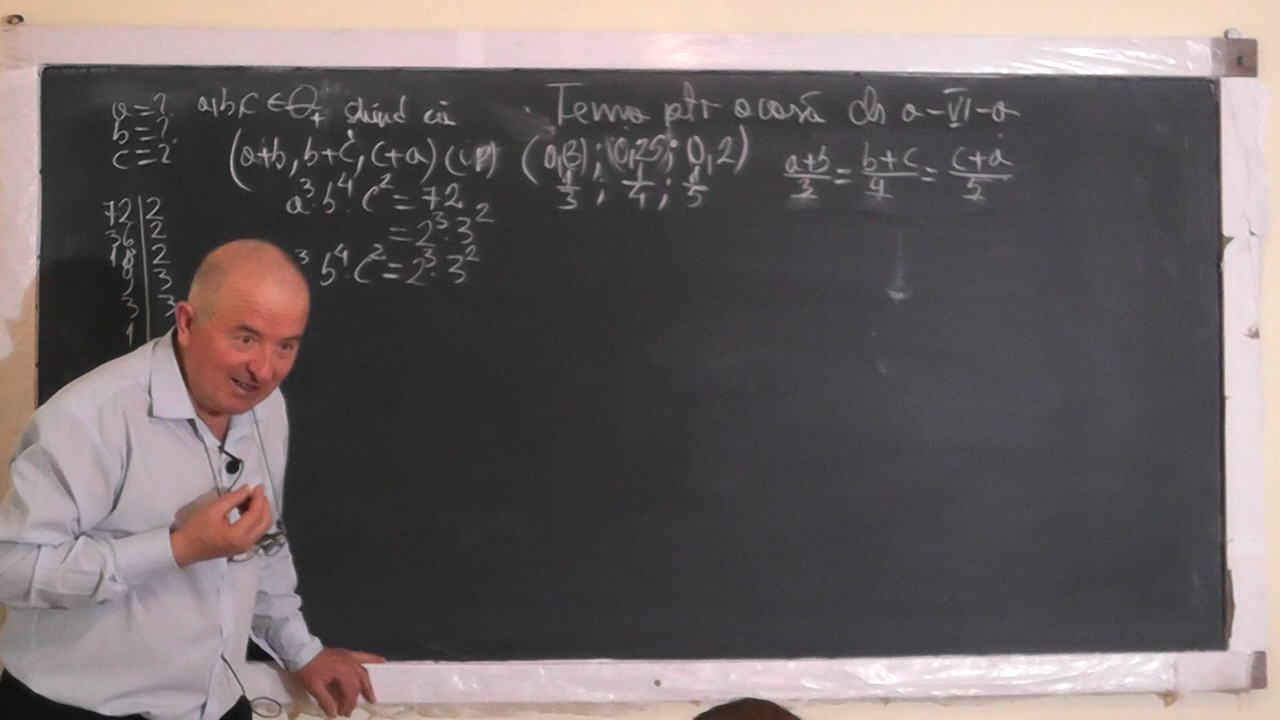 a=? a,b,c ∈ Q₊ știind că
b=?
c=?
Tema ptr acasă cls a-VI-a
(a+b, b+c, c+a) (i.p) (0,(3); 0,25; 0,2)
1/3 ; 1/4 ; 1/5
(a+b)/3 = (b+c)/4 = (c+a)/5
a³·b⁴·c² = 72
= 2³·3²
³·b⁴·c² = 2³·3²
72 | 2
36 | 2
18 | 2
9 | 3
3 | 3
1